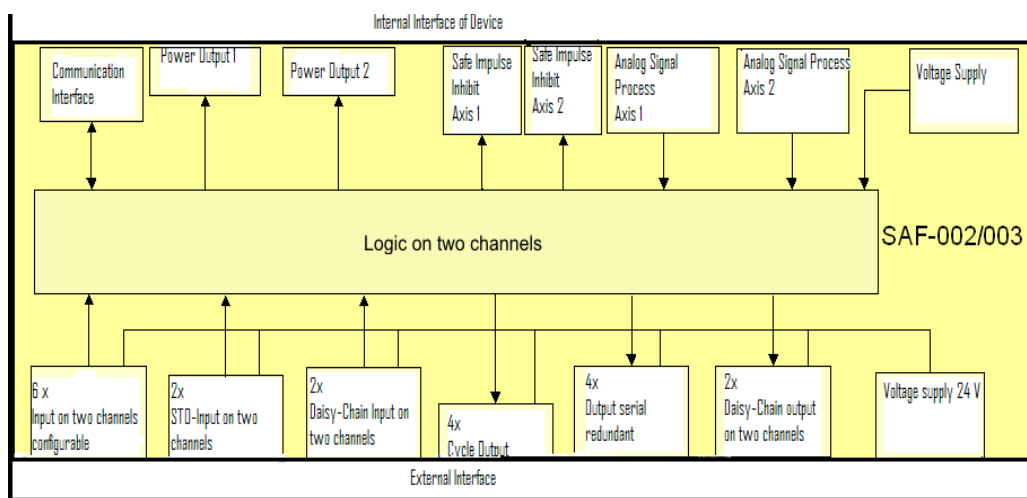 Internal Interface of Device
Communication
Interface
Power Output 1
Power Output 2
Safe Impulse
Inhibit
Axis 1
Safe Impulse
Inhibit
Axis 2
Analog Signal
Process
Axis 1
Analog Signal Process
Axis 2
Voltage Supply
Logic on two channels
SAF-002/003
6 x
Input on two channels
configurable
2x
STO-Input on two
channels
2x
Daisy-Chain Input on
two channels
4x
Cycle Output
4x
Output serial
redundant
2x
Daisy-Chain output
on two channels
Voltage supply 24 V
External Interface